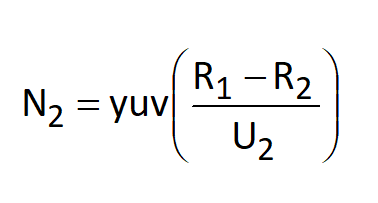 N₂ = yuv((R₁ − R₂)/U₂)